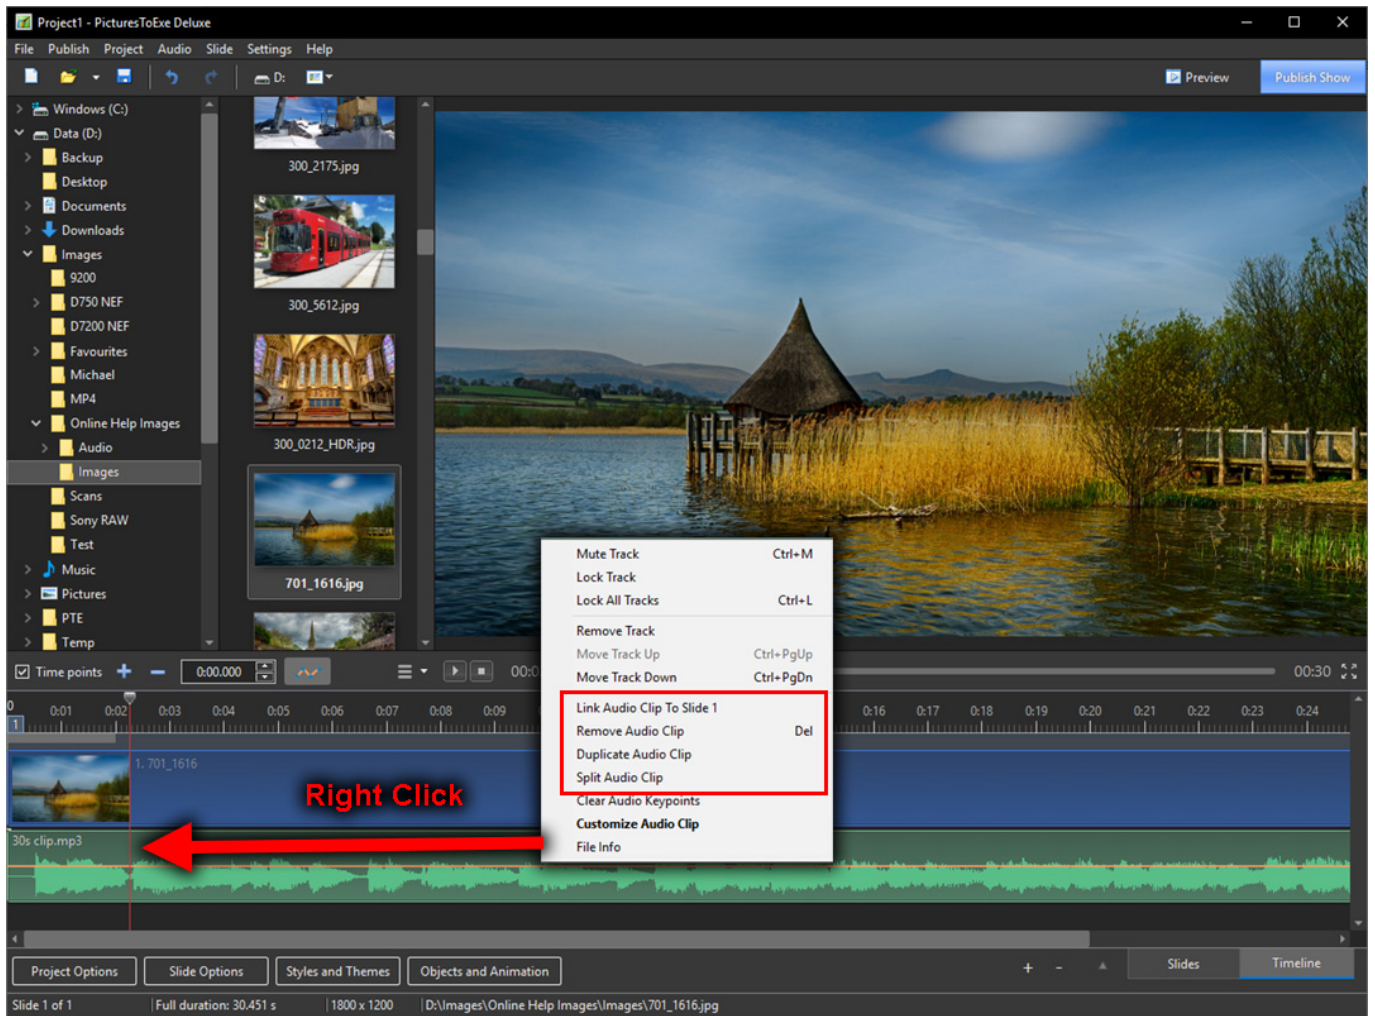 Project1 - PicturesToExe Deluxe
File Publish Project Audio Slide Settings Help
D:
Preview
Publish Show
Windows (C:)
Data (D:)
Backup
Desktop
Documents
Downloads
Images
9200
D750 NEF
D7200 NEF
Favourites
Michael
MP4
Online Help Images
Audio
Images
Scans
Sony RAW
Test
Music
Pictures
PTE
Temp
300_2175.jpg
300_5612.jpg
300_0212_HDR.jpg
701_1616.jpg
Mute Track Ctrl+M
Lock Track
Lock All Tracks Ctrl+L
Remove Track
Move Track Up Ctrl+PgUp
Move Track Down Ctrl+PgDn
Link Audio Clip To Slide 1
Remove Audio Clip Del
Duplicate Audio Clip
Split Audio Clip
Clear Audio Keypoints
Customize Audio Clip
File Info
Time points 0:00.000 00:30
0 0:01 0:02 0:03 0:04 0:05 0:06 0:07 0:08 0:09 0:16 0:17 0:18 0:19 0:20 0:21 0:22 0:23 0:24
1
1. 701_1616
Right Click
30s clip.mp3
Project Options Slide Options Styles and Themes Objects and Animation + - Slides Timeline
Slide 1 of 1 Full duration: 30.451 s 1800 x 1200 D:\Images\Online Help Images\Images\701_1616.jpg